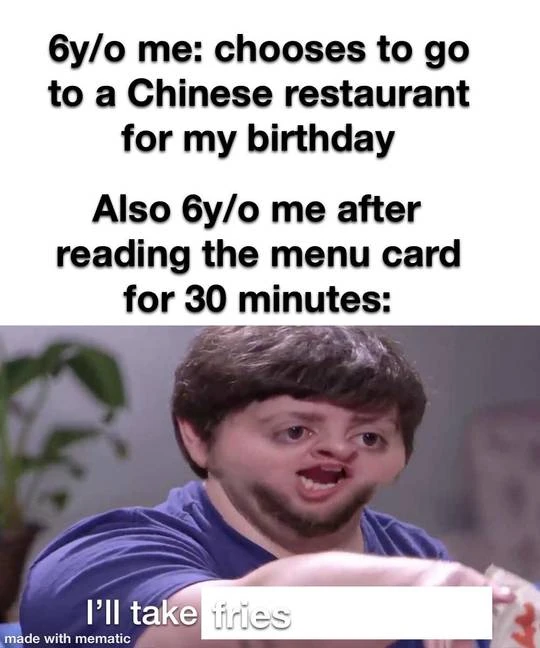 6y/o me: chooses to go
to a Chinese restaurant
for my birthday
Also 6y/o me after
reading the menu card
for 30 minutes:
I'll take fries
made with mematic